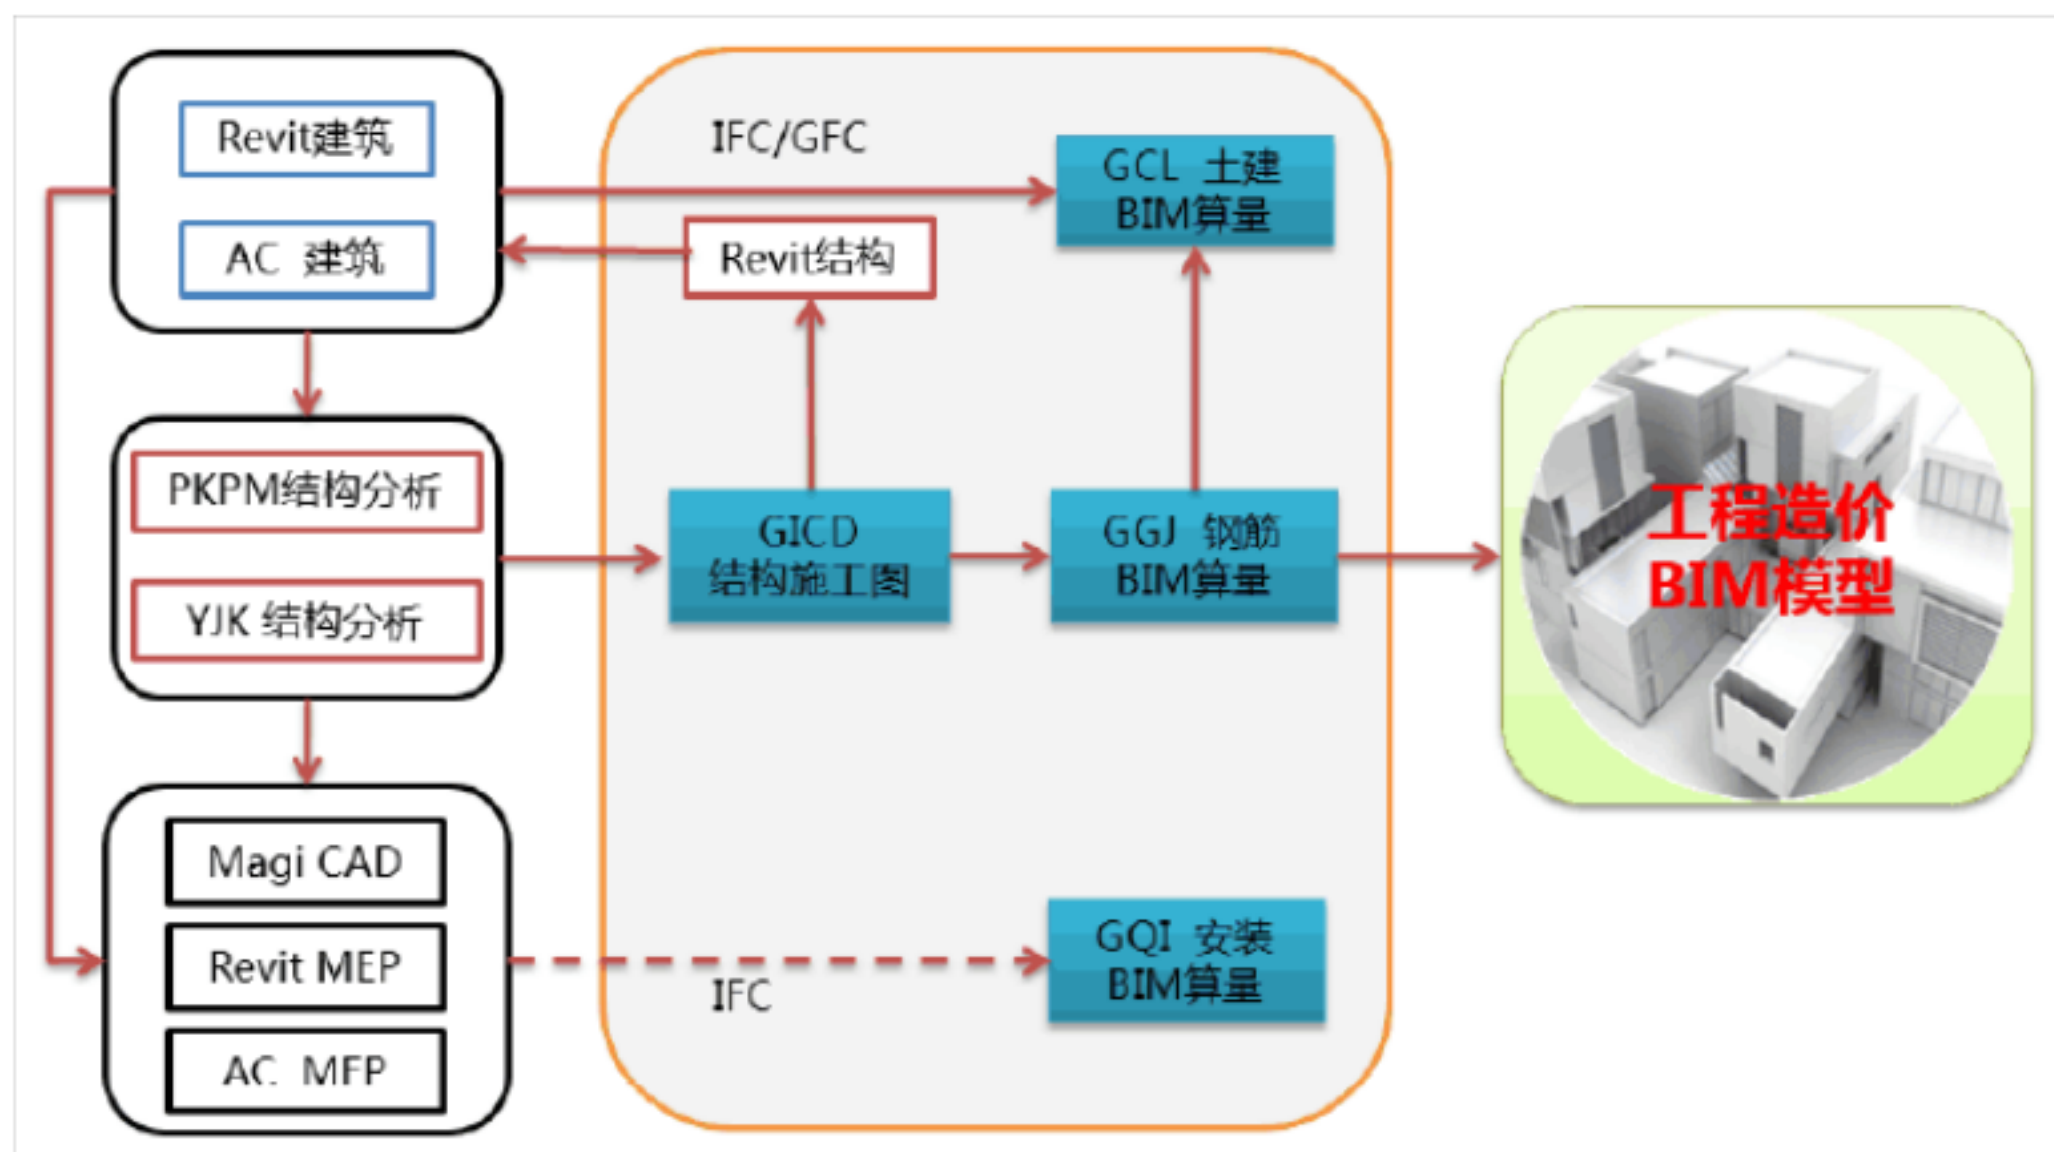 Revit建筑
AC 建筑
PKPM结构分析
YJK 结构分析
Magi CAD
Revit MEP
AC MEP
IFC/GFC
Revit结构
GCL 土建
BIM算量
GICD
结构施工图
GGJ 钢筋
BIM算量
IFC
GQI 安装
BIM算量
工程造价
BIM模型